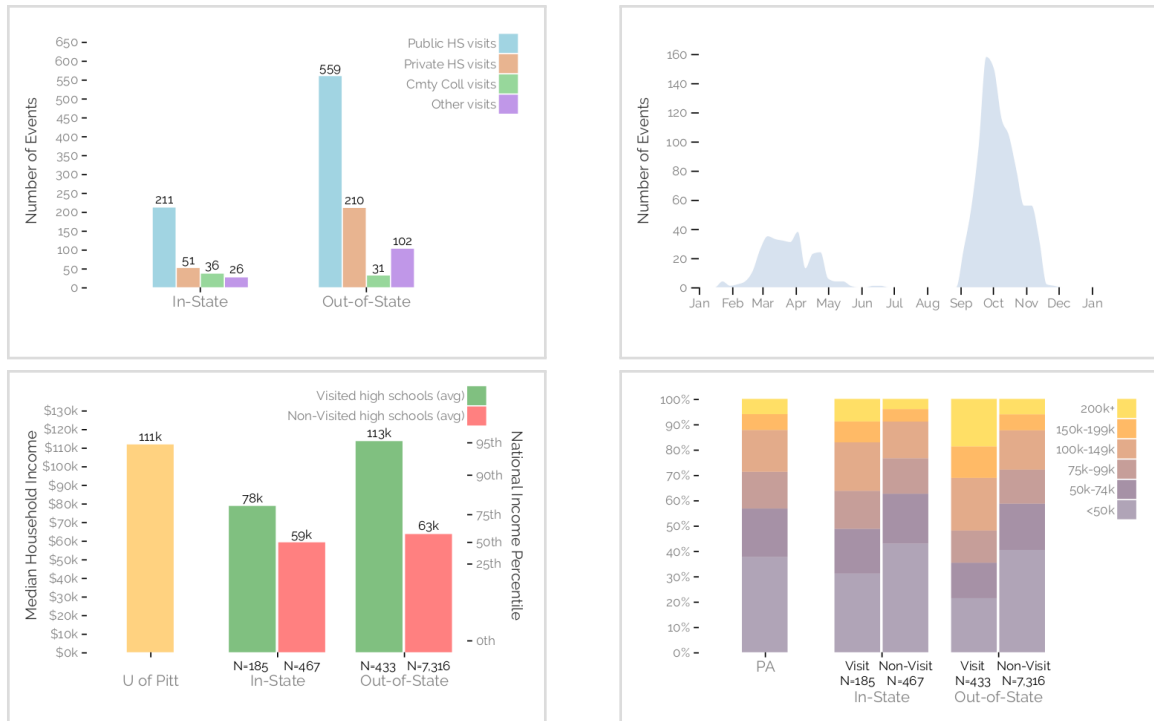 Number of Events
650
600
550
500
450
400
350
300
250
200
150
100
50
0
Public HS visits
Private HS visits
Cmty Coll visits
Other visits
211
51
36
26
559
210
31
102
In-State
Out-of-State
Number of Events
160
140
120
100
80
60
40
20
0
Jan
Feb
Mar
Apr
May
Jun
Jul
Aug
Sep
Oct
Nov
Dec
Jan
Median Household Income
$130k
$120k
$110k
$100k
$90k
$80k
$70k
$60k
$50k
$40k
$30k
$20k
$10k
$0k
Visited high schools (avg)
Non-Visited high schools (avg)
111k
78k
59k
113k
63k
National Income Percentile
95th
90th
75th
50th
25th
0th
N=185
N=467
N=433
N=7,316
U of Pitt
In-State
Out-of-State
100%
90%
80%
70%
60%
50%
40%
30%
20%
10%
0%
200k+
150k-199k
100k-149k
75k-99k
50k-74k
<50k
PA
Visit
N=185
Non-Visit
N=467
Visit
N=433
Non-Visit
N=7,316
In-State
Out-of-State